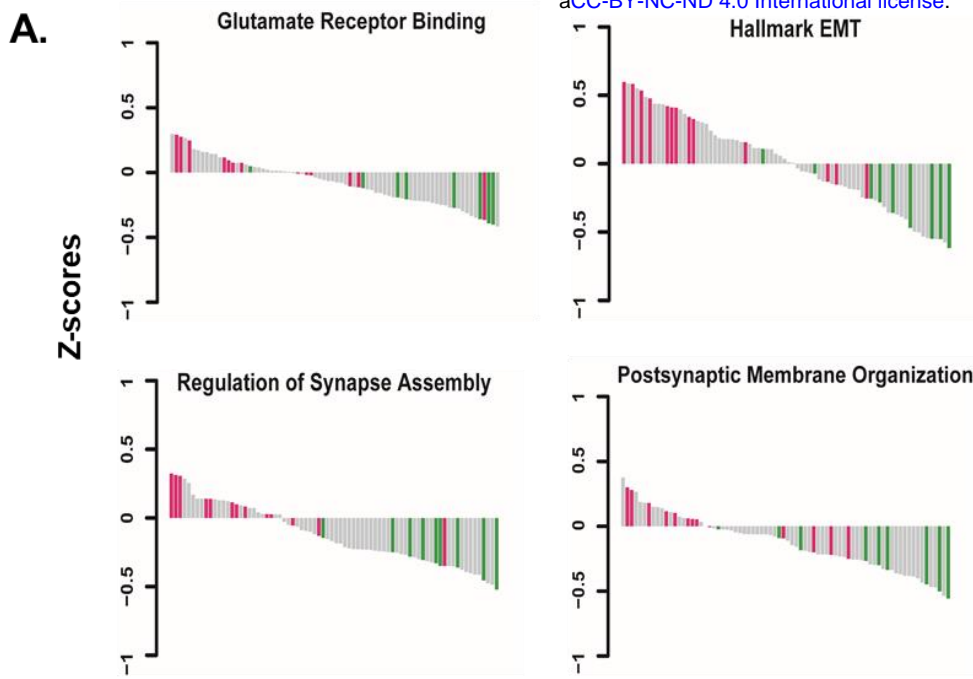 aCC-BY-NC-ND 4.0 International license.
A.
Glutamate Receptor Binding
Hallmark EMT
1
0.5
0
−0.5
−1
1
0.5
0
−0.5
−1
Z-scores
Regulation of Synapse Assembly
Postsynaptic Membrane Organization
1
0.5
0
−0.5
−1
1
0.5
0
−0.5
−1